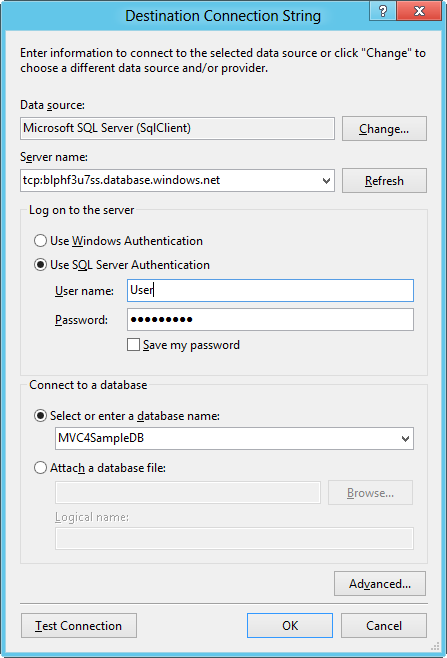 Destination Connection String
?
Enter information to connect to the selected data source or click "Change" to
choose a different data source and/or provider.
Data source:
Microsoft SQL Server (SqlClient)
Change...
Server name:
tcp:blphf3u7ss.database.windows.net
Refresh
Log on to the server
Use Windows Authentication
Use SQL Server Authentication
User name:
User
Password:
●●●●●●●●●
Save my password
Connect to a database
Select or enter a database name:
MVC4SampleDB
Attach a database file:
Browse...
Logical name:
Advanced...
Test Connection
OK
Cancel